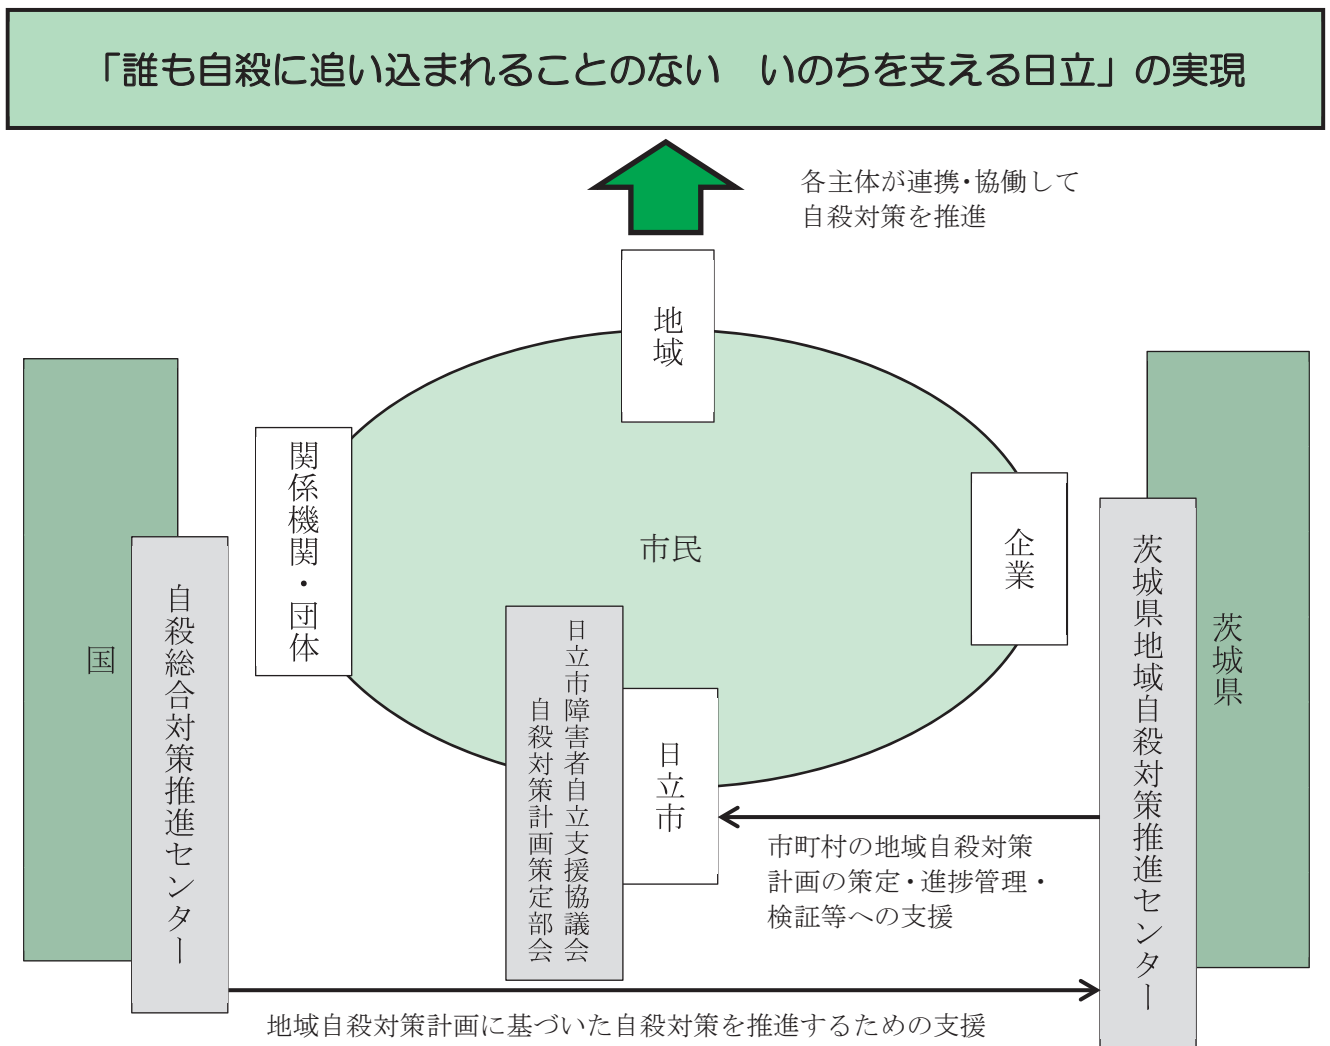 「誰も自殺に追い込まれることのない　いのちを支える日立」の実現
各主体が連携・協働して
自殺対策を推進
地域
関係機関・団体
市民
企業
国
自殺総合対策推進センター
日立市障害者自立支援協議会
自殺対策計画策定部会
日立市
茨城県地域自殺対策推進センター
茨城県
市町村の地域自殺対策
計画の策定・進捗管理・
検証等への支援
地域自殺対策計画に基づいた自殺対策を推進するための支援